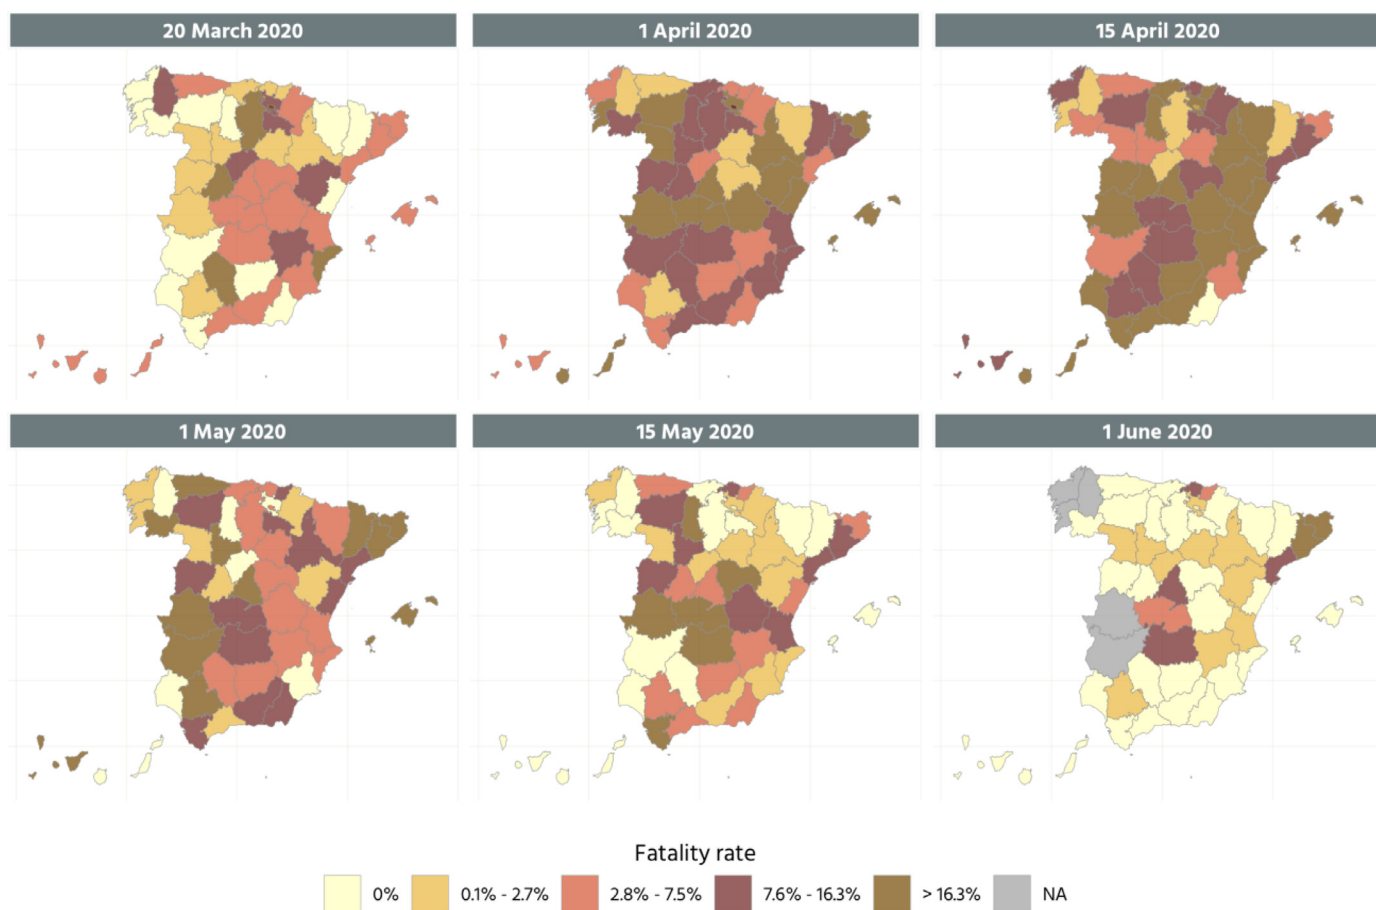 20 March 2020
1 April 2020
15 April 2020
1 May 2020
15 May 2020
1 June 2020
Fatality rate
0%
0.1% - 2.7%
2.8% - 7.5%
7.6% - 16.3%
> 16.3%
NA